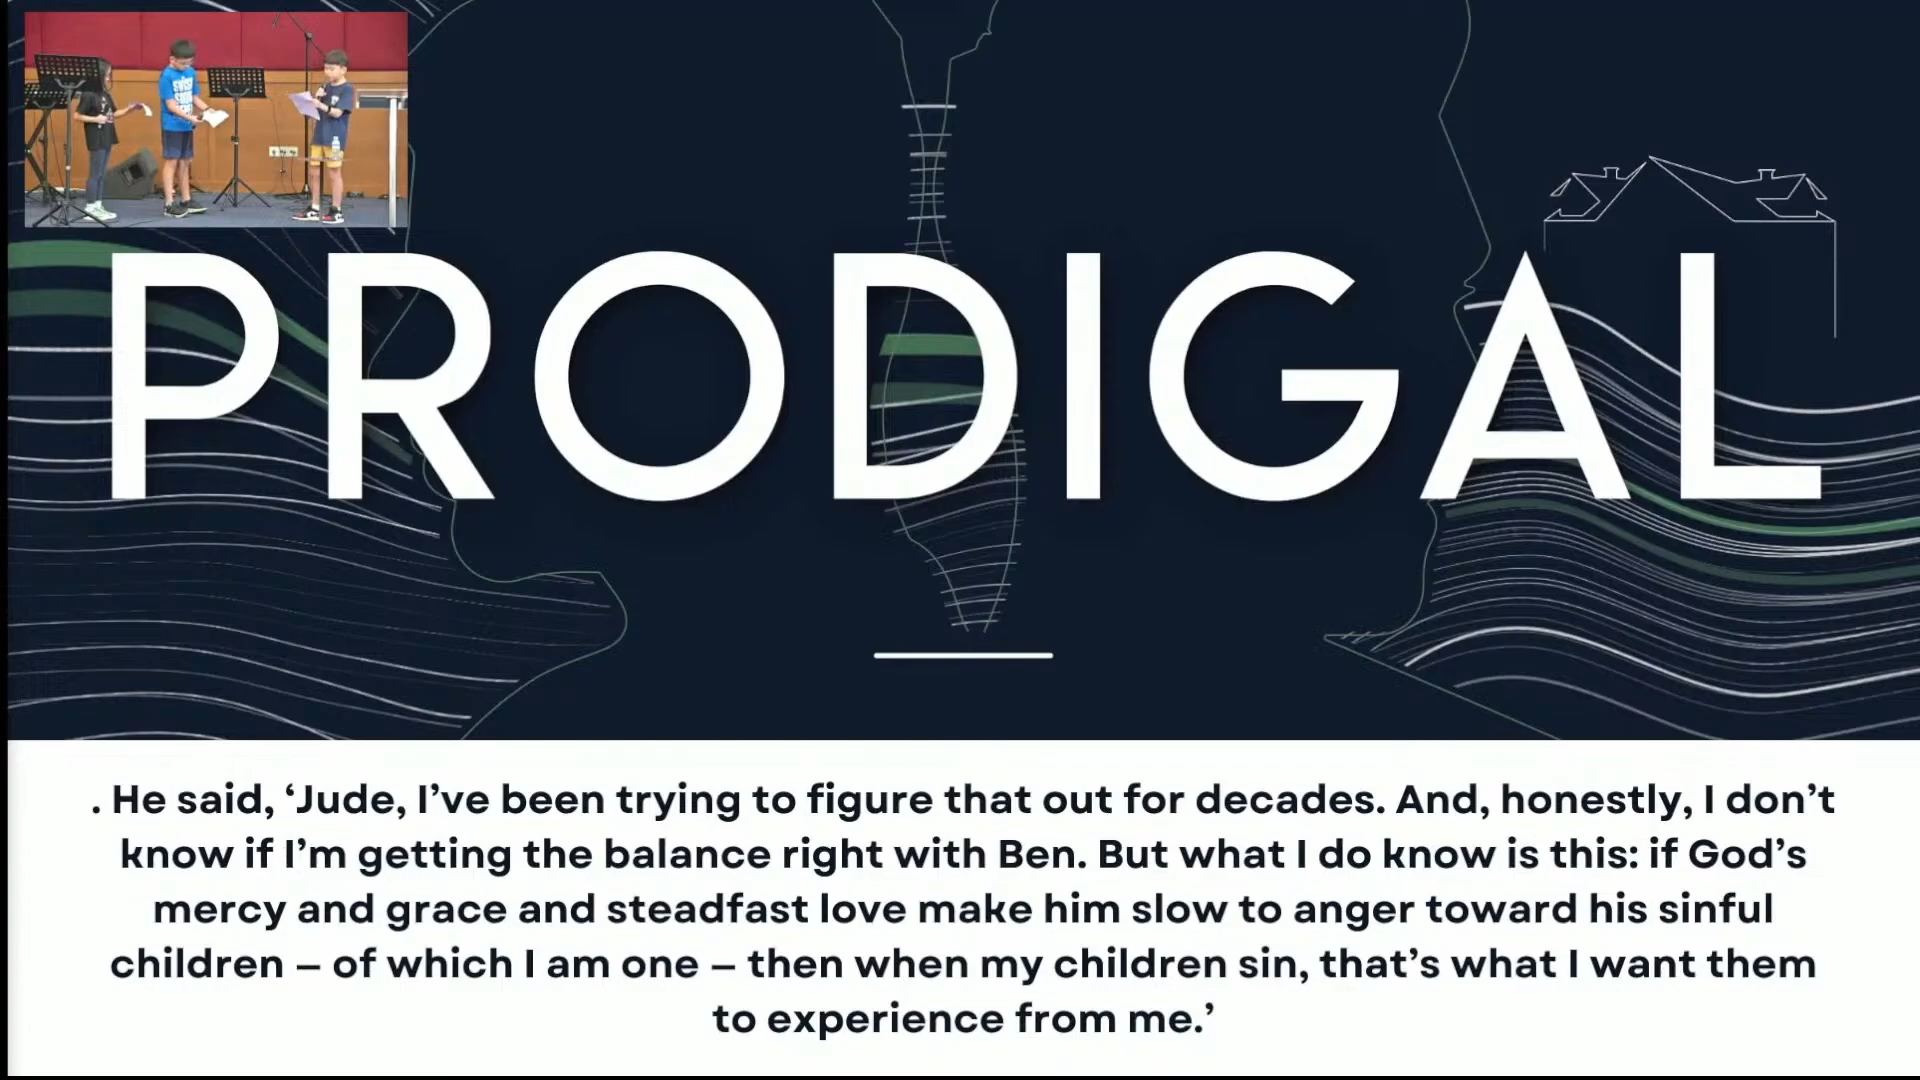 PRODIGAL
. He said, ‘Jude, I’ve been trying to figure that out for decades. And, honestly, I don’t
know if I’m getting the balance right with Ben. But what I do know is this: if God’s
mercy and grace and steadfast love make him slow to anger toward his sinful
children – of which I am one – then when my children sin, that’s what I want them
to experience from me.’